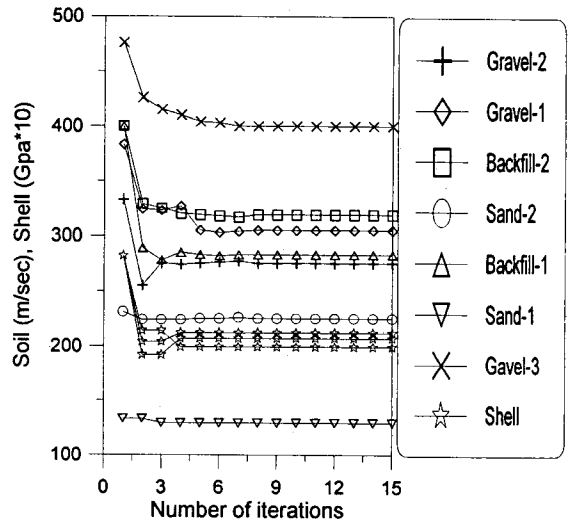 Soil (m/sec), Shell (Gpa*10)
500
400
300
200
100
0
3
6
9
12
15
Number of iterations
Gravel-2
Gravel-1
Backfill-2
Sand-2
Backfill-1
Sand-1
Gavel-3
Shell